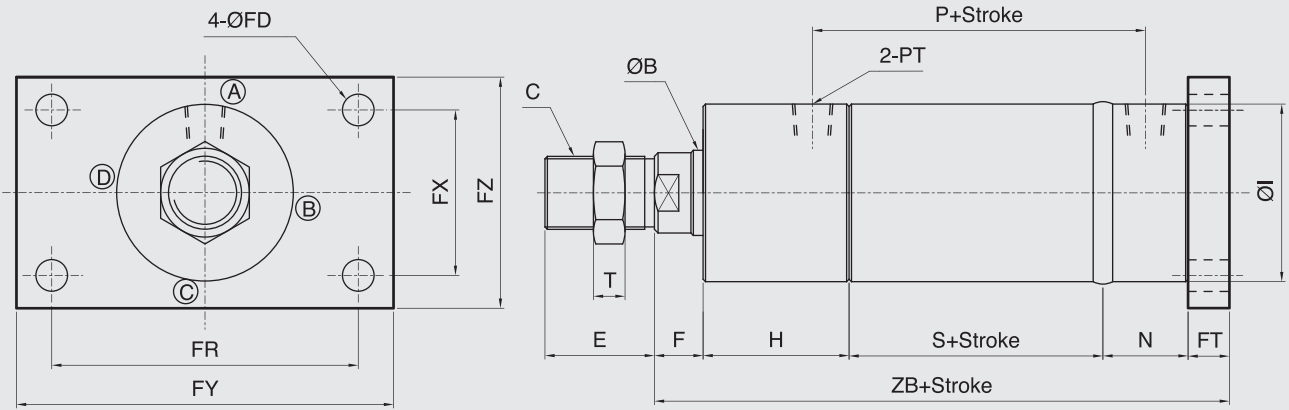 4-ØFD
A
D
B
C
FX
FZ
FR
FY
P+Stroke
2-PT
ØB
C
ØI
T
E
F
H
S+Stroke
N
FT
ZB+Stroke